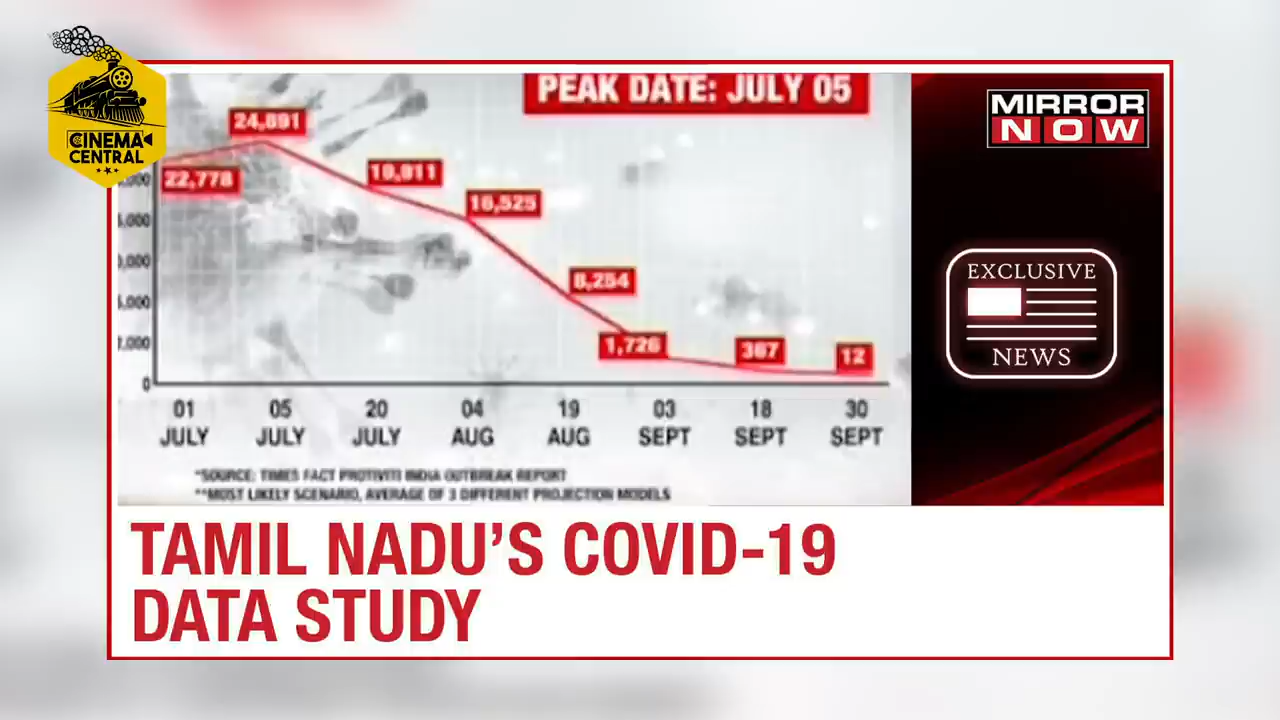 CINEMA
CENTRAL
PEAK DATE: JULY 05
MIRROR
NOW
24,891
22,778
19,911
16,525
8,254
1,726
367
12
0
01 JULY
05 JULY
20 JULY
04 AUG
19 AUG
03 SEPT
18 SEPT
30 SEPT
*SOURCE: TIMES FACT PROTIVITI INDIA OUTBREAK REPORT
**MOST LIKELY SCENARIO, AVERAGE OF 3 DIFFERENT PROJECTION MODELS
EXCLUSIVE
NEWS
TAMIL NADU'S COVID-19
DATA STUDY